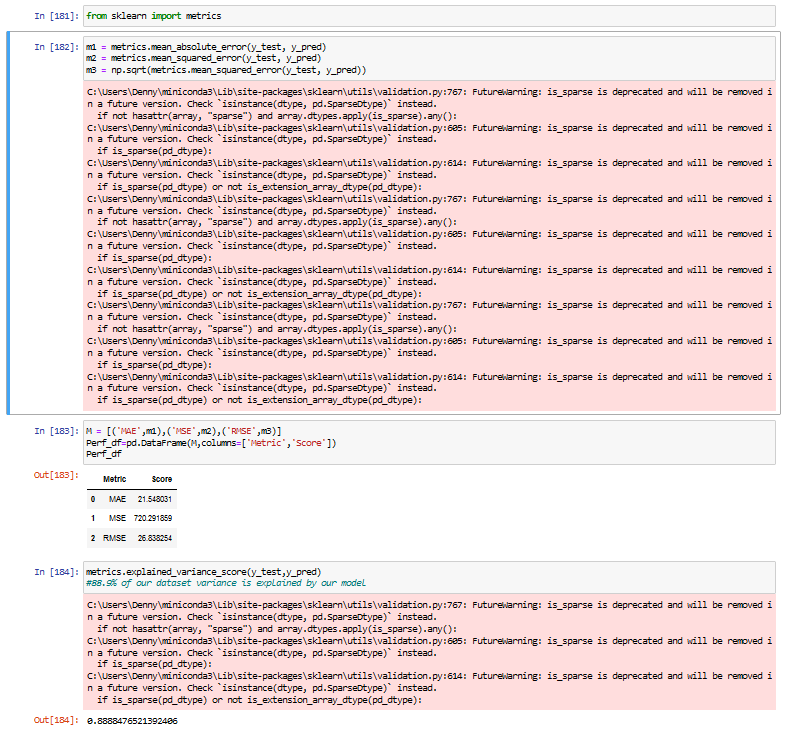 In [181]: from sklearn import metrics
In [182]: m1 = metrics.mean_absolute_error(y_test, y_pred)
m2 = metrics.mean_squared_error(y_test, y_pred)
m3 = np.sqrt(metrics.mean_squared_error(y_test, y_pred))
C:\Users\Denny\miniconda3\Lib\site-packages\sklearn\utils\validation.py:767: FutureWarning: is_sparse is deprecated and will be removed i
n a future version. Check `isinstance(dtype, pd.SparseDtype)` instead.
if not hasattr(array, "sparse") and array.dtypes.apply(is_sparse).any():
C:\Users\Denny\miniconda3\Lib\site-packages\sklearn\utils\validation.py:605: FutureWarning: is_sparse is deprecated and will be removed i
n a future version. Check `isinstance(dtype, pd.SparseDtype)` instead.
if is_sparse(pd_dtype):
C:\Users\Denny\miniconda3\Lib\site-packages\sklearn\utils\validation.py:614: FutureWarning: is_sparse is deprecated and will be removed i
n a future version. Check `isinstance(dtype, pd.SparseDtype)` instead.
if is_sparse(pd_dtype) or not is_extension_array_dtype(pd_dtype):
C:\Users\Denny\miniconda3\Lib\site-packages\sklearn\utils\validation.py:767: FutureWarning: is_sparse is deprecated and will be removed i
n a future version. Check `isinstance(dtype, pd.SparseDtype)` instead.
if not hasattr(array, "sparse") and array.dtypes.apply(is_sparse).any():
C:\Users\Denny\miniconda3\Lib\site-packages\sklearn\utils\validation.py:605: FutureWarning: is_sparse is deprecated and will be removed i
n a future version. Check `isinstance(dtype, pd.SparseDtype)` instead.
if is_sparse(pd_dtype):
C:\Users\Denny\miniconda3\Lib\site-packages\sklearn\utils\validation.py:614: FutureWarning: is_sparse is deprecated and will be removed i
n a future version. Check `isinstance(dtype, pd.SparseDtype)` instead.
if is_sparse(pd_dtype) or not is_extension_array_dtype(pd_dtype):
C:\Users\Denny\miniconda3\Lib\site-packages\sklearn\utils\validation.py:767: FutureWarning: is_sparse is deprecated and will be removed i
n a future version. Check `isinstance(dtype, pd.SparseDtype)` instead.
if not hasattr(array, "sparse") and array.dtypes.apply(is_sparse).any():
C:\Users\Denny\miniconda3\Lib\site-packages\sklearn\utils\validation.py:605: FutureWarning: is_sparse is deprecated and will be removed i
n a future version. Check `isinstance(dtype, pd.SparseDtype)` instead.
if is_sparse(pd_dtype):
C:\Users\Denny\miniconda3\Lib\site-packages\sklearn\utils\validation.py:614: FutureWarning: is_sparse is deprecated and will be removed i
n a future version. Check `isinstance(dtype, pd.SparseDtype)` instead.
if is_sparse(pd_dtype) or not is_extension_array_dtype(pd_dtype):
In [183]: M = [('MAE',m1),('MSE',m2),('RMSE',m3)]
Perf_df=pd.DataFrame(M,columns=['Metric','Score'])
Perf_df
Out[183]:
Metric Score
0 MAE 21.548031
1 MSE 720.291859
2 RMSE 26.838254
In [184]: metrics.explained_variance_score(y_test,y_pred)
#88.9% of our dataset variance is explained by our model
C:\Users\Denny\miniconda3\Lib\site-packages\sklearn\utils\validation.py:767: FutureWarning: is_sparse is deprecated and will be removed i
n a future version. Check `isinstance(dtype, pd.SparseDtype)` instead.
if not hasattr(array, "sparse") and array.dtypes.apply(is_sparse).any():
C:\Users\Denny\miniconda3\Lib\site-packages\sklearn\utils\validation.py:605: FutureWarning: is_sparse is deprecated and will be removed i
n a future version. Check `isinstance(dtype, pd.SparseDtype)` instead.
if is_sparse(pd_dtype):
C:\Users\Denny\miniconda3\Lib\site-packages\sklearn\utils\validation.py:614: FutureWarning: is_sparse is deprecated and will be removed i
n a future version. Check `isinstance(dtype, pd.SparseDtype)` instead.
if is_sparse(pd_dtype) or not is_extension_array_dtype(pd_dtype):
Out[184]: 0.8888476521392406